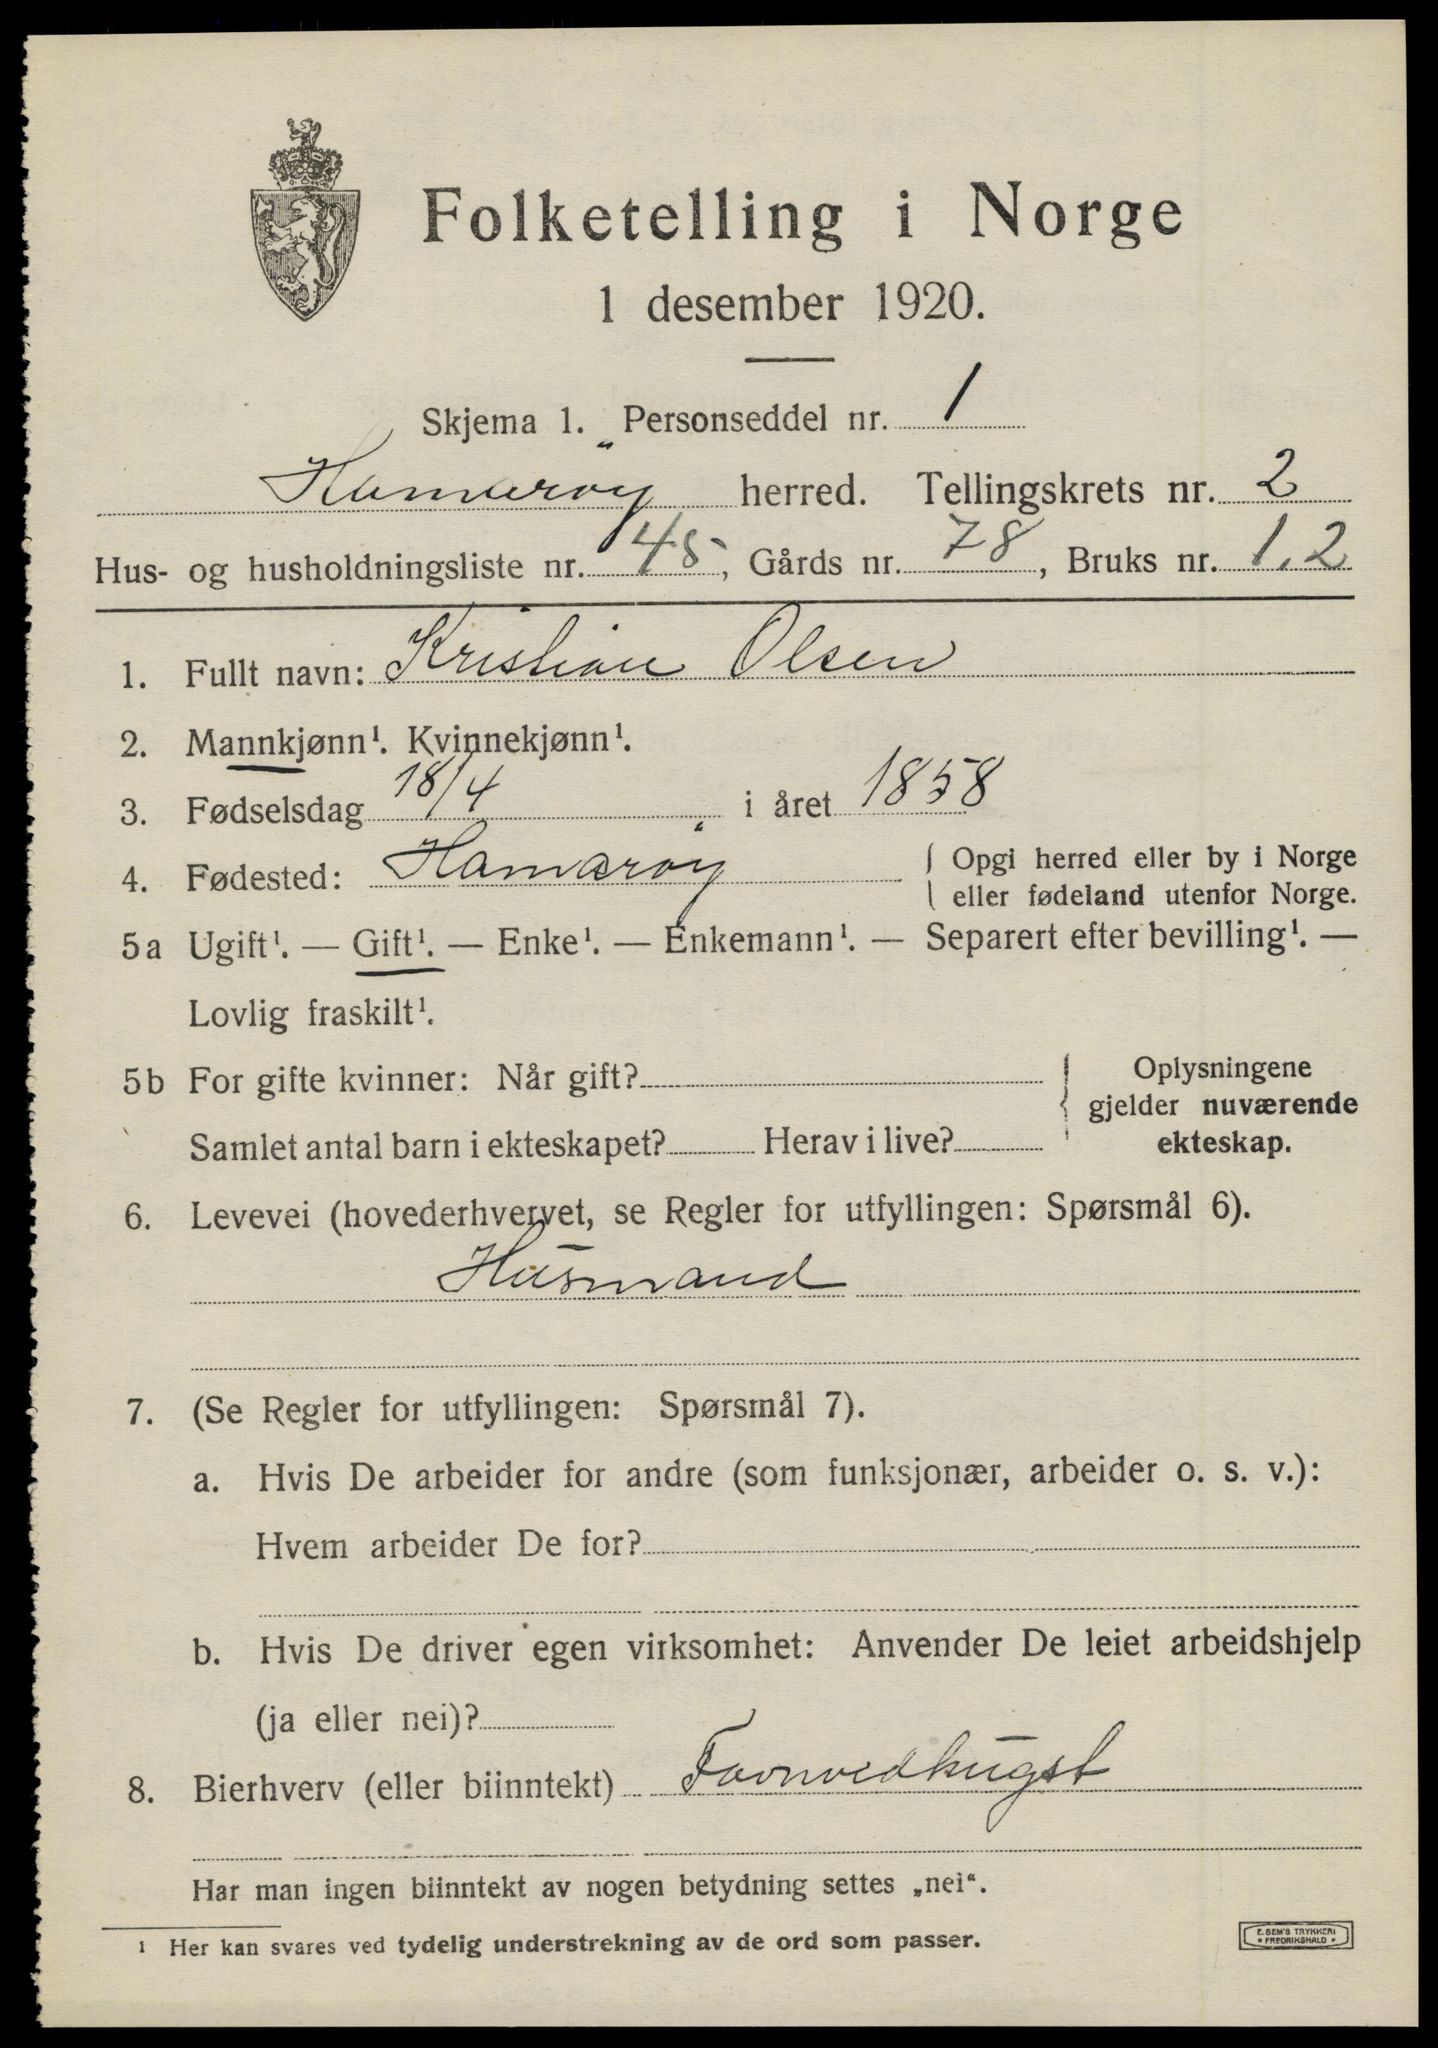 Folketelling i Norge
1 desember 1920.
Skjema 1. Personseddel nr. 1
Hamarøy herred. Tellingskrets nr. 2
Hus- og husholdningsliste nr. 45, Gårds nr. 78, Bruks nr. 1,2
1. Fullt navn: Kristian Olsen
2. Mannkjønn¹. Kvinnekjønn¹.
3. Fødselsdag 18/4 i året 1858
4. Fødested: Hamarøy { Opgi herred eller by i Norge
eller fødeland utenfor Norge.
5a Ugift¹. — Gift¹. — Enke¹. — Enkemann¹. — Separert efter bevilling¹. —
Lovlig fraskilt¹.
5b For gifte kvinner: Når gift?
Samlet antal barn i ekteskapet? Herav i live?
{ Oplysningene
gjelder nuværende
ekteskap.
6. Levevei (hovederhvervet, se Regler for utfyllingen: Spørsmål 6).
Husmand
7. (Se Regler for utfyllingen: Spørsmål 7).
a. Hvis De arbeider for andre (som funksjonær, arbeider o. s. v.):
Hvem arbeider De for?
b. Hvis De driver egen virksomhet: Anvender De leiet arbeidshjelp
(ja eller nei)?
8. Bierhverv (eller biinntekt) Favnvedhugst
Har man ingen biinntekt av nogen betydning settes „nei“.
¹ Her kan svares ved tydelig understrekning av de ord som passer.
E. SEM'S TRYKKERI
• FREDRIKSHALD •